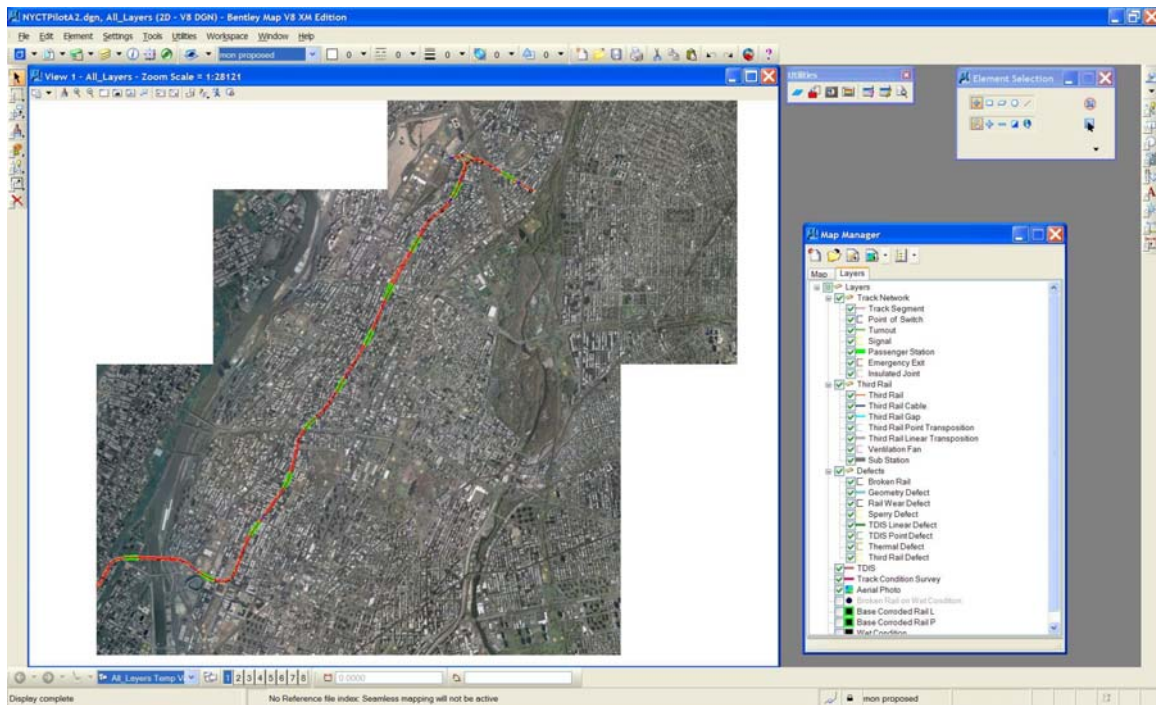 NYCTPilotA2.dgn, All_Layers (2D - V8 DGN) - Bentley Map V8 XM Edition
File Edit Element Settings Tools Utilities Workspace Window Help
mon proposed 0 0 0 0 0
View 1 - All_Layers - Zoom Scale = 1:28121
Utilities
Element Selection
Map Manager
Map Layers
Layers
Track Network
Track Segment
Point of Switch
Turnout
Signal
Passenger Station
Emergency Exit
Insulated Joint
Third Rail
Third Rail
Third Rail Cable
Third Rail Gap
Third Rail Point Transposition
Third Rail Linear Transposition
Ventilation Fan
Sub Station
Defects
Broken Rail
Geometry Defect
Rail Wear Defect
Sperry Defect
TDIS Linear Defect
TDIS Point Defect
Thermal Defect
Third Rail Defect
TDIS
Track Condition Survey
Aerial Photo
Broken Rail on Wet Condition
Base Corroded Rail L
Base Corroded Rail P
Wet Condition
All_Layers Temp Vi 1 2 3 4 5 6 7 8 0.0000
Display complete No Reference file index: Seamless mapping will not be active mon proposed